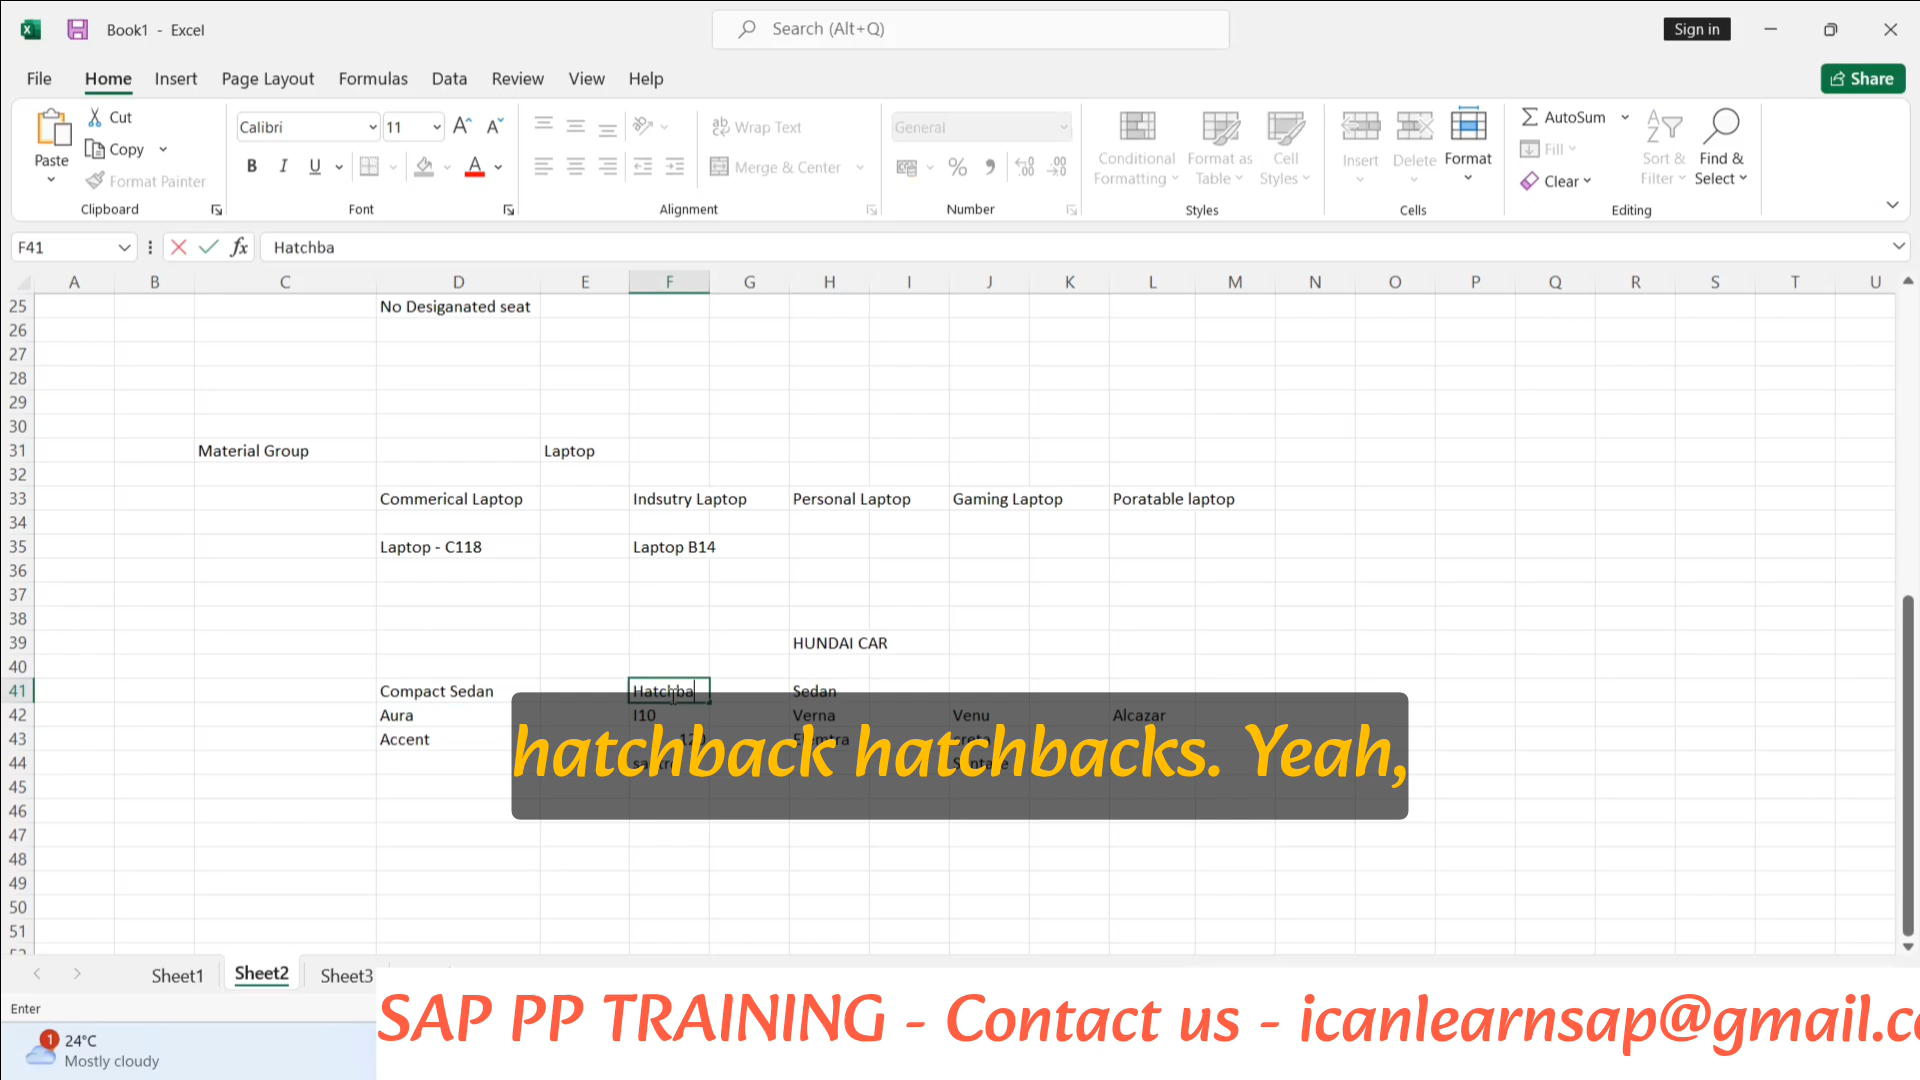 Book1 - Excel
Search (Alt+Q)
Sign in
File Home Insert Page Layout Formulas Data Review View Help
Share
Paste
Cut
Copy
Format Painter
Clipboard
Calibri 11
B I U
Font
Wrap Text
Merge & Center
Alignment
General
Number
Conditional Formatting
Format as Table
Cell Styles
Styles
Insert Delete Format
Cells
AutoSum
Fill
Clear
Sort & Filter
Find & Select
Editing
F41 fx Hatchba
A B C D E F G H I J K L M N O P Q R S T U
25 No Desiganated seat
26
27
28
29
30
31 Material Group Laptop
32
33 Commerical Laptop Indsutry Laptop Personal Laptop Gaming Laptop Poratable laptop
34
35 Laptop - C118 Laptop B14
36
37
38
39 HUNDAI CAR
40
41 Compact Sedan Hatchba Sedan
42 Aura I10 Verna Venu Alcazar
43 Accent
44
45
46
47
48
49
50
51
hatchback hatchbacks. Yeah,
Sheet1 Sheet2 Sheet3
Enter
1
24°C
Mostly cloudy
SAP PP TRAINING - Contact us - icanlearnsap@gmail.c